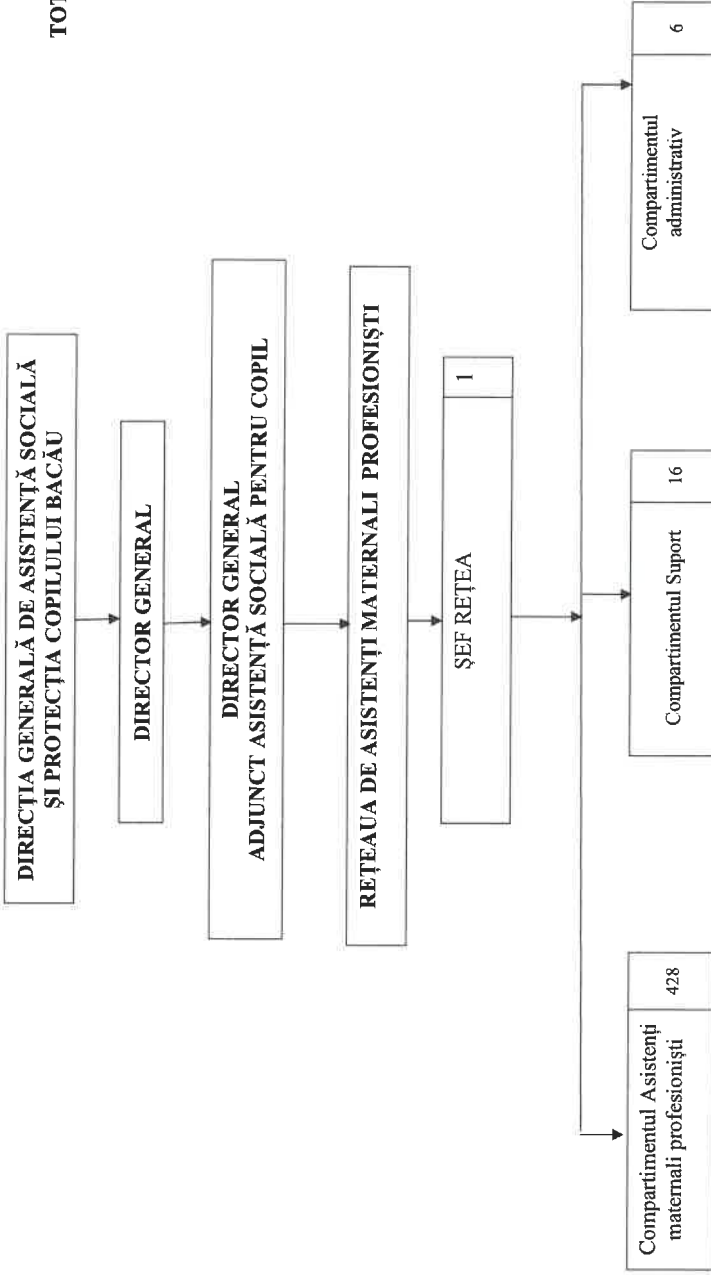 TOT
DIRECȚIA GENERALĂ DE ASISTENȚĂ SOCIALĂ
ȘI PROTECȚIA COPILULUI BACĂU
DIRECTOR GENERAL
DIRECTOR GENERAL
ADJUNCT ASISTENȚĂ SOCIALĂ PENTRU COPIL
REȚEAUA DE ASISTENȚI MATERNALI PROFESIONIȘTI
ȘEF REȚEA
1
Compartimentul Asistenți
maternali profesioniști
428
Compartimentul Suport
16
Compartimentul
administrativ
6